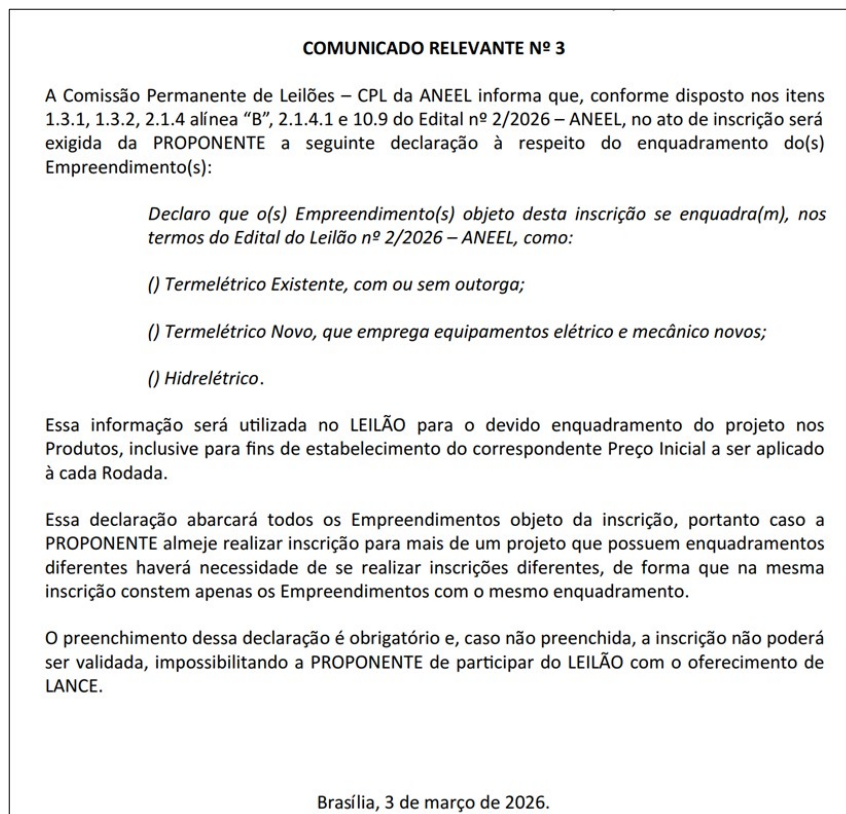 COMUNICADO RELEVANTE Nº 3
A Comissão Permanente de Leilões – CPL da ANEEL informa que, conforme disposto nos itens
1.3.1, 1.3.2, 2.1.4 alínea “B”, 2.1.4.1 e 10.9 do Edital nº 2/2026 – ANEEL, no ato de inscrição será
exigida da PROPONENTE a seguinte declaração à respeito do enquadramento do(s)
Empreendimento(s):
Declaro que o(s) Empreendimento(s) objeto desta inscrição se enquadra(m), nos
termos do Edital do Leilão nº 2/2026 – ANEEL, como:
() Termelétrico Existente, com ou sem outorga;
() Termelétrico Novo, que emprega equipamentos elétrico e mecânico novos;
() Hidrelétrico.
Essa informação será utilizada no LEILÃO para o devido enquadramento do projeto nos
Produtos, inclusive para fins de estabelecimento do correspondente Preço Inicial a ser aplicado
à cada Rodada.
Essa declaração abarcará todos os Empreendimentos objeto da inscrição, portanto caso a
PROPONENTE almeje realizar inscrição para mais de um projeto que possuem enquadramentos
diferentes haverá necessidade de se realizar inscrições diferentes, de forma que na mesma
inscrição constem apenas os Empreendimentos com o mesmo enquadramento.
O preenchimento dessa declaração é obrigatório e, caso não preenchida, a inscrição não poderá
ser validada, impossibilitando a PROPONENTE de participar do LEILÃO com o oferecimento de
LANCE.
Brasília, 3 de março de 2026.